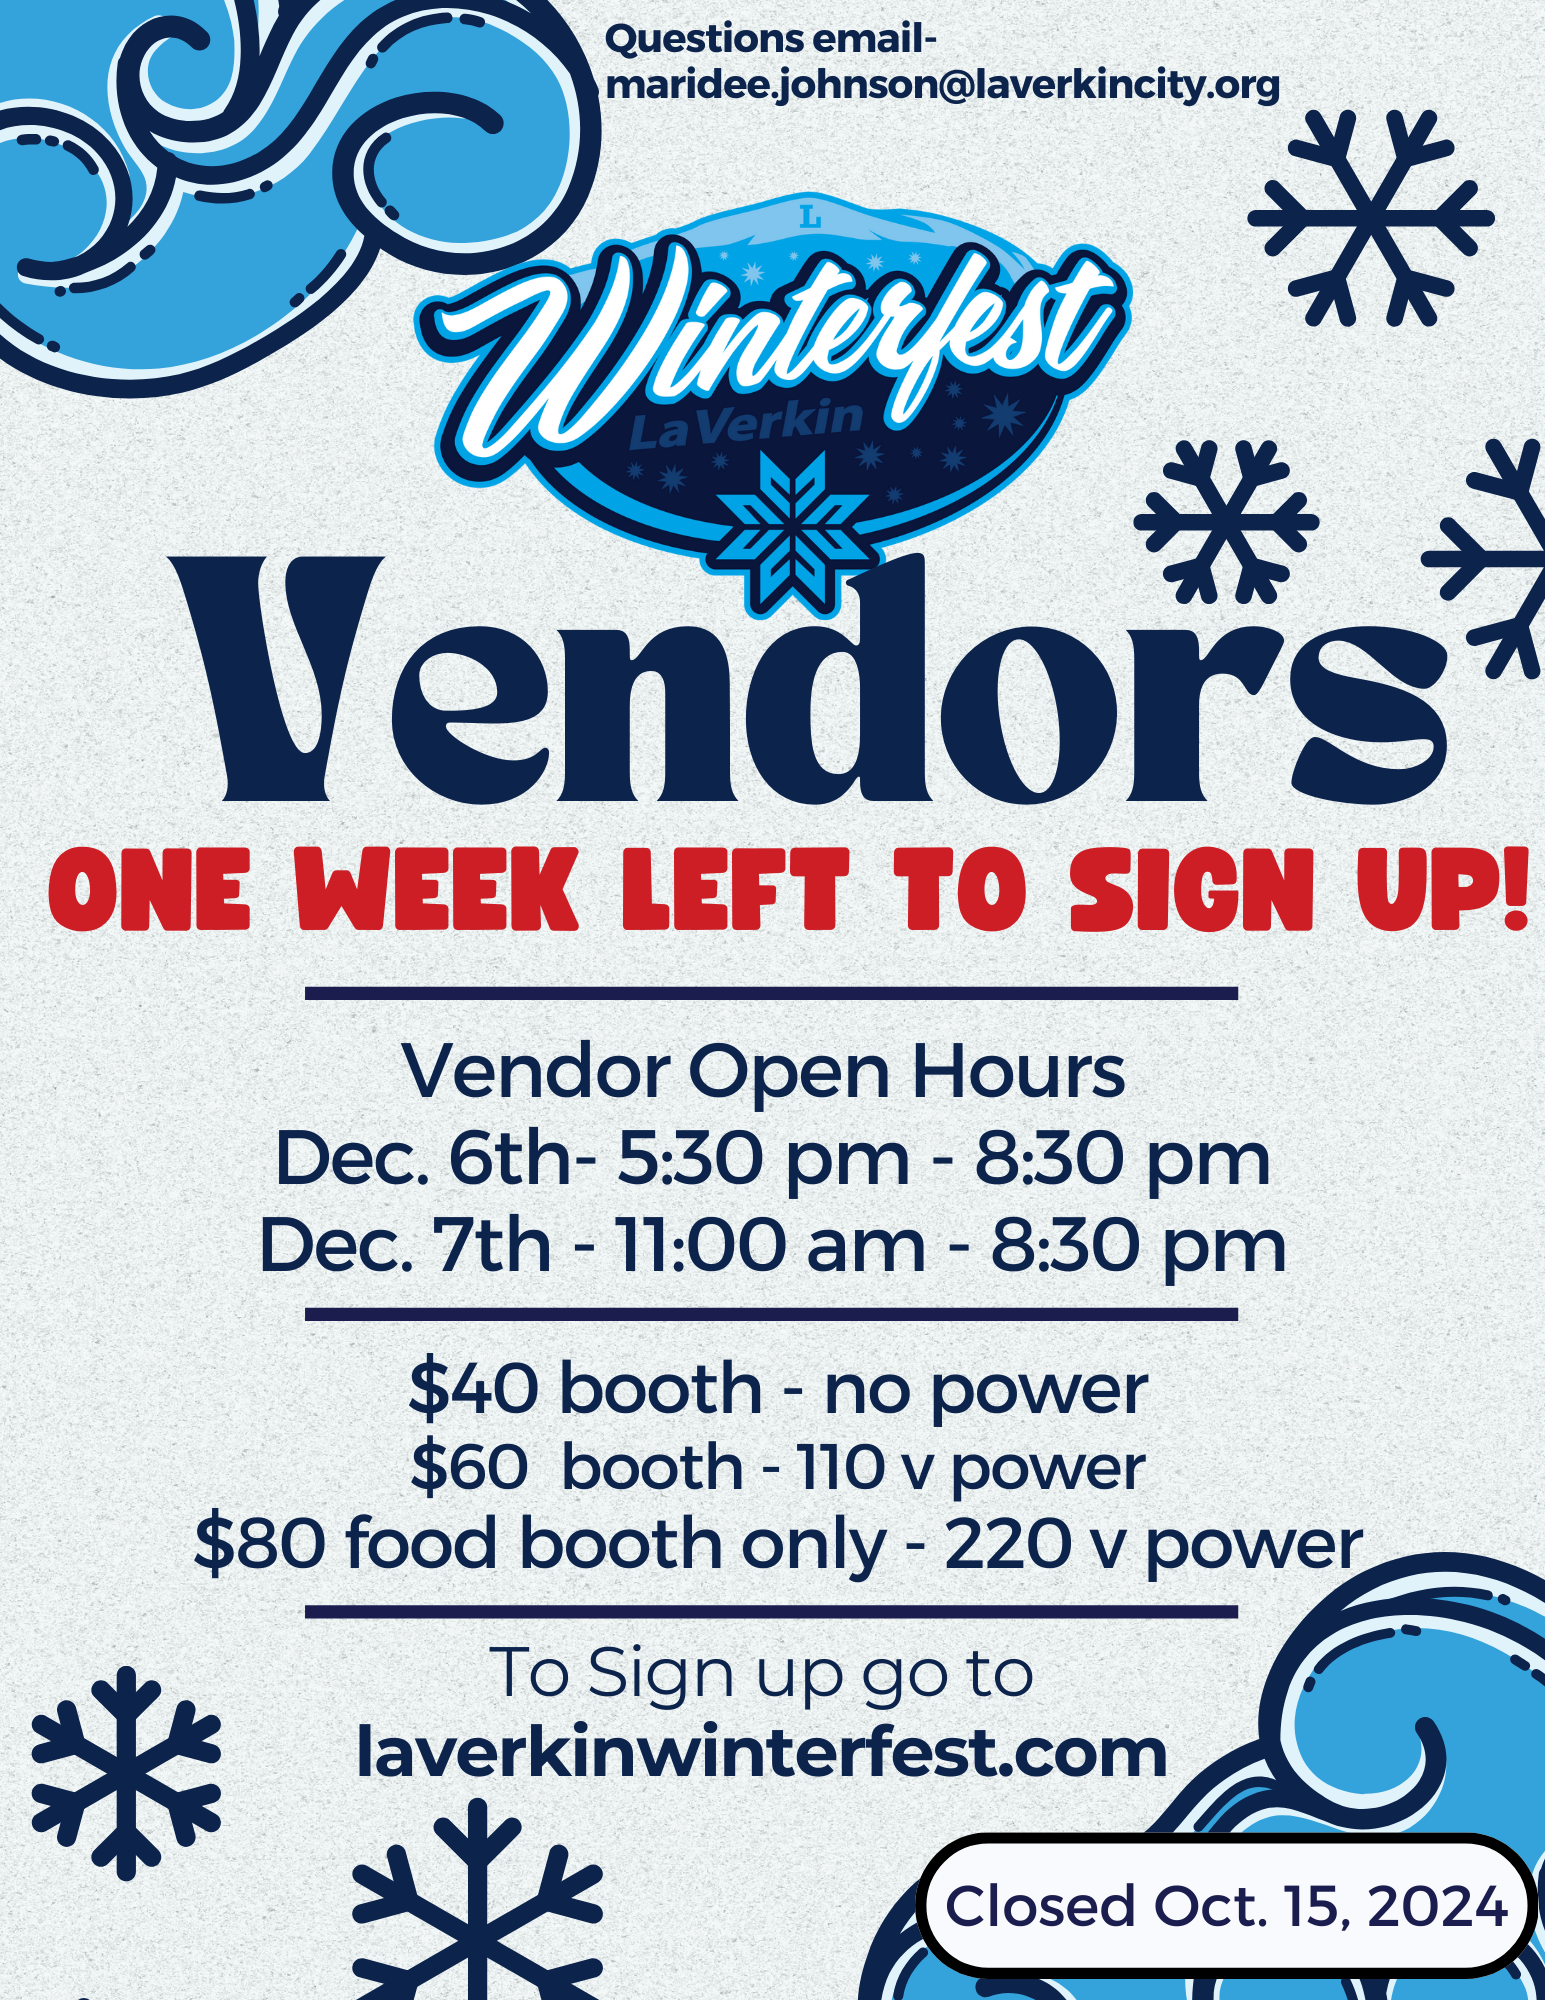 Questions email-
maridee.johnson@laverkincity.org
L
Winterfest
LaVerkin
Vendors
ONE WEEK LEFT TO SIGN UP!
Vendor Open Hours
Dec. 6th- 5:30 pm - 8:30 pm
Dec. 7th - 11:00 am - 8:30 pm
$40 booth - no power
$60 booth - 110 v power
$80 food booth only - 220 v power
To Sign up go to
laverkinwinterfest.com
Closed Oct. 15, 2024